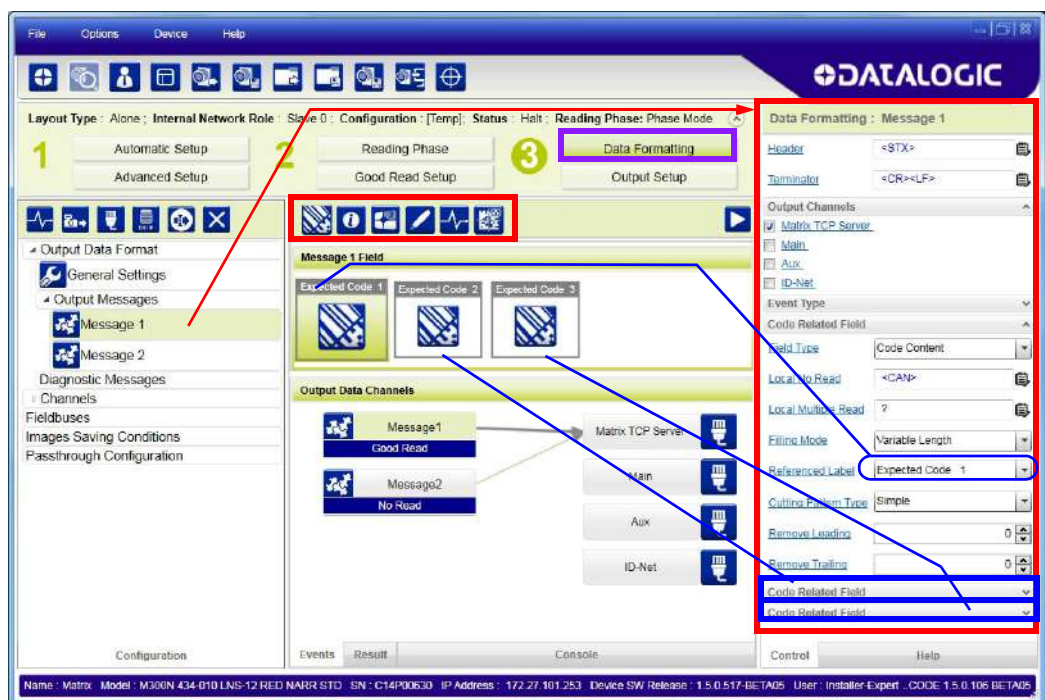 File Options Device Help
DATALOGIC
Layout Type : Alone ; Internal Network Role : Slave 0 ; Configuration : [Temp]; Status : Halt ; Reading Phase: Phase Mode
1 Automatic Setup
Advanced Setup
2 Reading Phase
Good Read Setup
3 Data Formatting
Output Setup
Output Data Format
General Settings
Output Messages
Message 1
Message 2
Diagnostic Messages
Channels
Fieldbuses
Images Saving Conditions
Passthrough Configuration
Configuration
Message 1 Field
Expected Code 1 Expected Code 2 Expected Code 3
Output Data Channels
Message1
Good Read
Message2
No Read
Matrix TCP Server
Main
Aux
ID-Net
Events Result Console
Data Formatting : Message 1
Header <STX>
Terminator <CR><LF>
Output Channels
Matrix TCP Server
Main
Aux
ID-Net
Event Type
Code Related Field
Field Type Code Content
Local No Read <CAN>
Local Multiple Read ?
Filling Mode Variable Length
Referenced Label Expected Code 1
Cutting Pattern Type Simple
Remove Leading 0
Remove Trailing 0
Code Related Field
Code Related Field
Control Help
Name : Matrix Model : M300N 434-010 LNS-12 RED NARR STD SN : C14P00630 IP Address : 172.27.101.253 Device SW Release : 1.5.0.517-BETA05 User : Installer-Expert ..CODE 1.5.0.106 BETA05